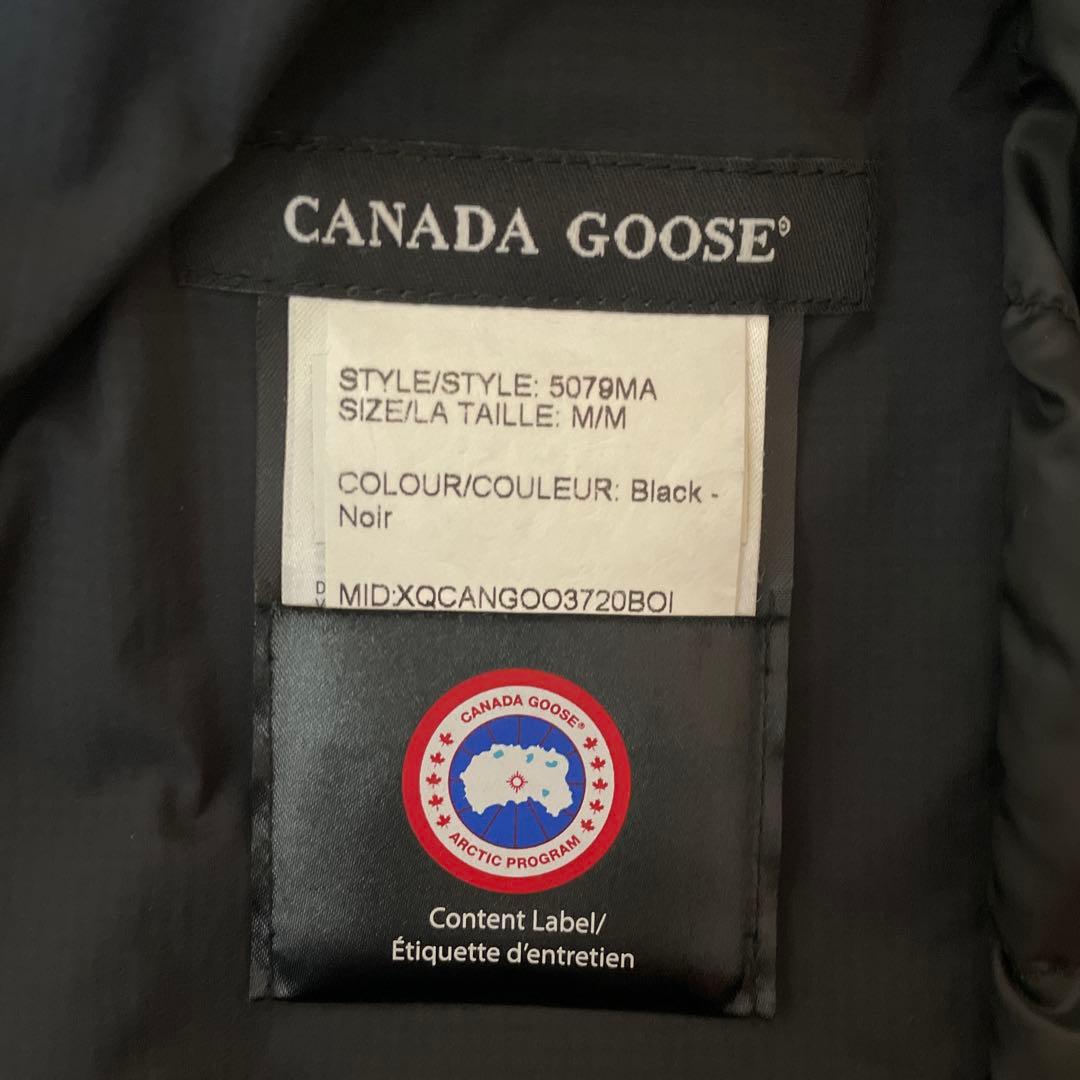 CANADA GOOSE®
STYLE/STYLE: 5079MA
SIZE/LA TAILLE: M/M
COLOUR/COULEUR: Black -
Noir
D
MID:XQCANGOO3720BOI
CANADA GOOSE®
ARCTIC PROGRAM
Content Label/
Étiquette d'entretien